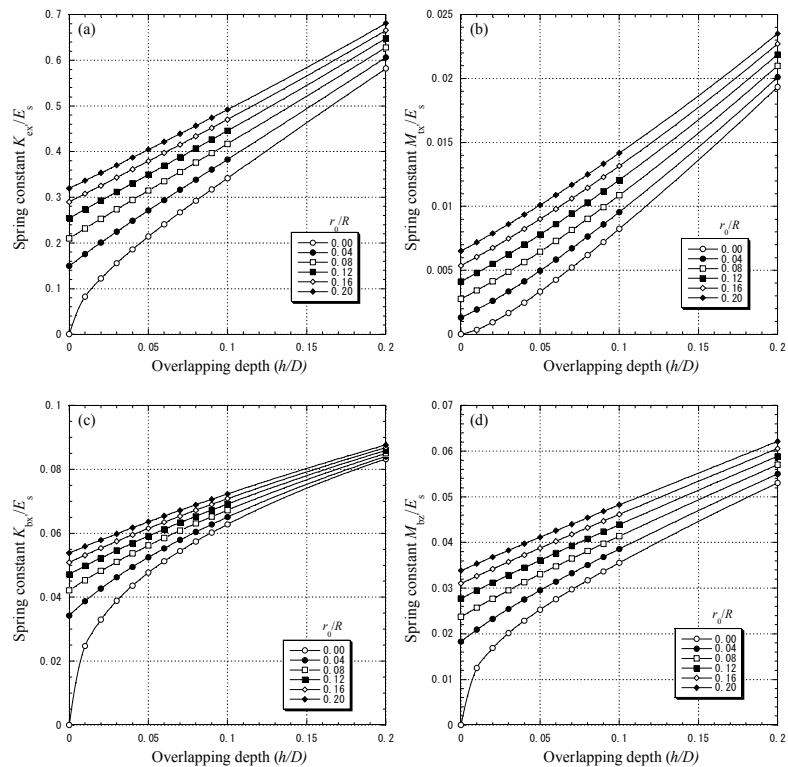 (a)
Spring constant K_ex/E_s
0.7
0.6
0.5
0.4
0.3
0.2
0.1
0
r_0/R
0.00
0.04
0.08
0.12
0.16
0.20
0 0.05 0.1 0.15 0.2
Overlapping depth (h/D)
(b)
Spring constant M_tx/E_s
0.025
0.02
0.015
0.01
0.005
0
r_0/R
0.00
0.04
0.08
0.12
0.16
0.20
0 0.05 0.1 0.15 0.2
Overlapping depth (h/D)
(c)
Spring constant K_bx/E_s
0.1
0.08
0.06
0.04
0.02
0
r_0/R
0.00
0.04
0.08
0.12
0.16
0.20
0 0.05 0.1 0.15 0.2
Overlapping depth (h/D)
(d)
Spring constant M_bz/E_s
0.07
0.06
0.05
0.04
0.03
0.02
0.01
0
r_0/R
0.00
0.04
0.08
0.12
0.16
0.20
0 0.05 0.1 0.15 0.2
Overlapping depth (h/D)